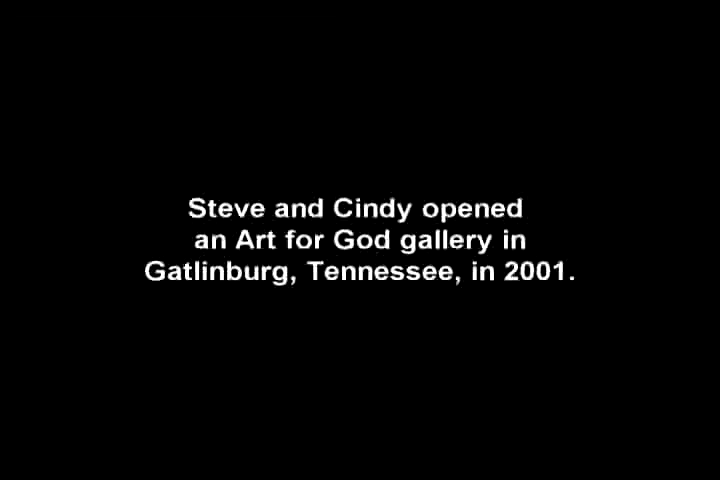 Steve and Cindy opened
an Art for God gallery in
Gatlinburg, Tennessee, in 2001.